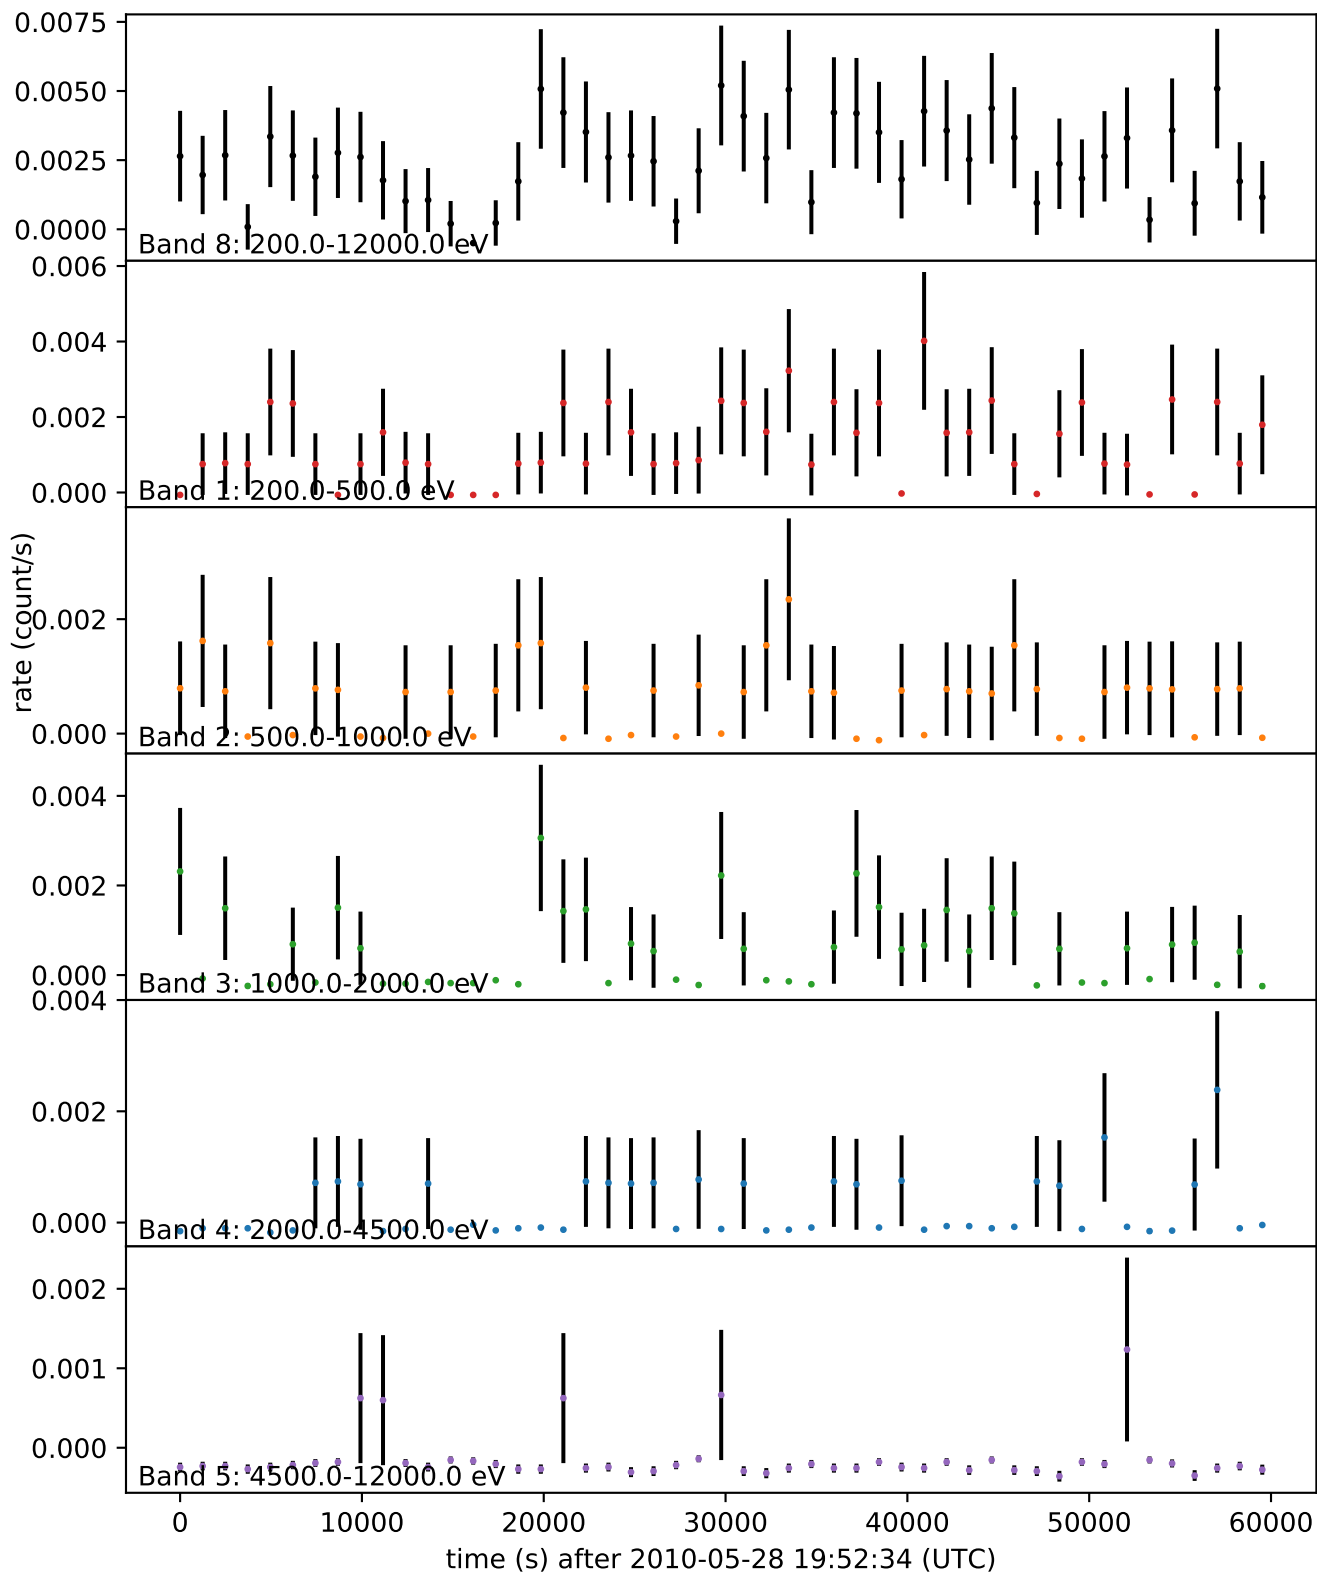 0.0075
0.0050
0.0025
0.0000
Band 8: 200.0-12000.0 eV
0.006
0.004
0.002
0.000
Band 1: 200.0-500.0 eV
rate (count/s)
0.002
0.000
Band 2: 500.0-1000.0 eV
0.004
0.002
0.000
Band 3: 1000.0-2000.0 eV
0.004
0.002
0.000
Band 4: 2000.0-4500.0 eV
0.002
0.001
0.000
Band 5: 4500.0-12000.0 eV
0 10000 20000 30000 40000 50000 60000
time (s) after 2010-05-28 19:52:34 (UTC)